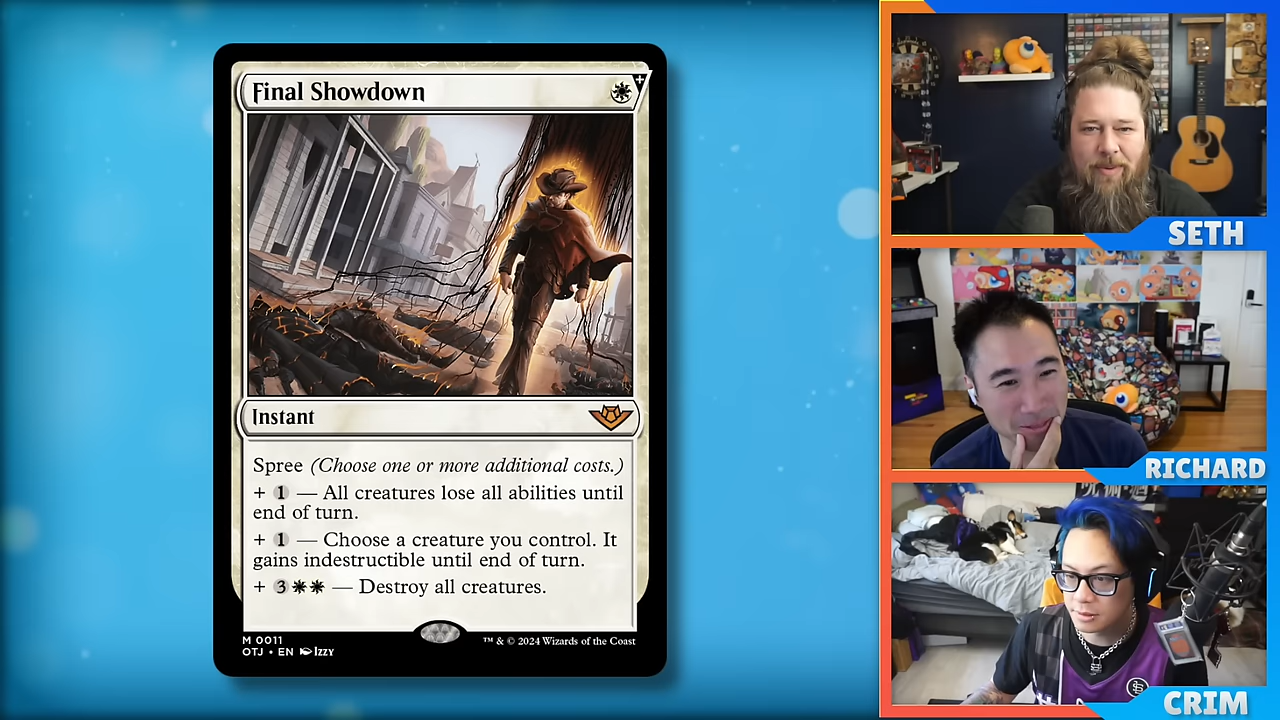 Final Showdown
Instant
Spree (Choose one or more additional costs.)
+ 1 — All creatures lose all abilities until
end of turn.
+ 1 — Choose a creature you control. It
gains indestructible until end of turn.
+ 3 — Destroy all creatures.
M 0011
OTJ • EN Izzy
™ & © 2024 Wizards of the Coast
SETH
RICHARD
CRIM